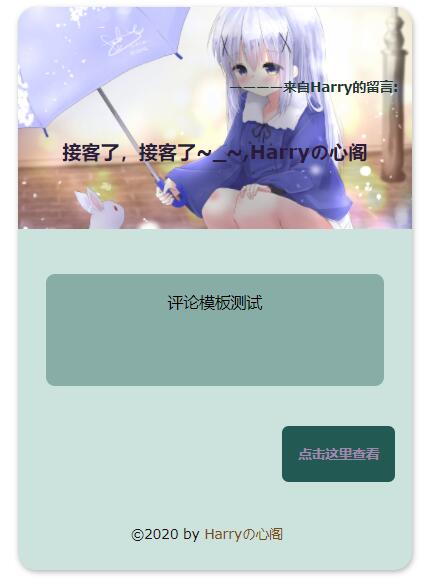 ————来自Harry的留言:
接客了，接客了~_~,Harryの心阁
评论模板测试
点击这里查看
©2020 by Harryの心阁